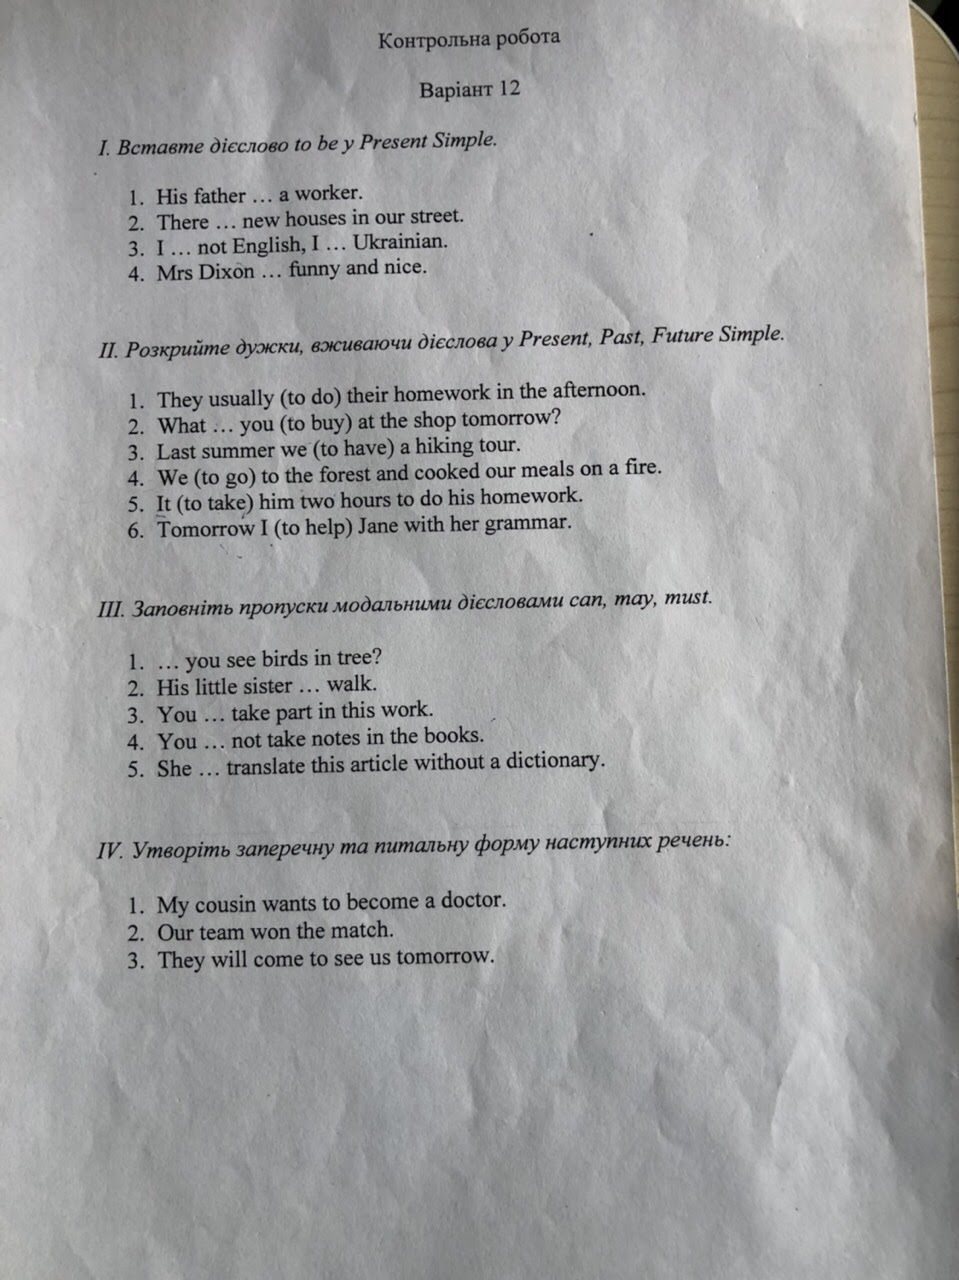 Контрольна робота
Варіант 12
I. Вставте дієслово to be у Present Simple.
1. His father … a worker.
2. There … new houses in our street.
3. I … not English, I … Ukrainian.
4. Mrs Dixon … funny and nice.
II. Розкрийте дужки, вживаючи дієслова у Present, Past, Future Simple.
1. They usually (to do) their homework in the afternoon.
2. What … you (to buy) at the shop tomorrow?
3. Last summer we (to have) a hiking tour.
4. We (to go) to the forest and cooked our meals on a fire.
5. It (to take) him two hours to do his homework.
6. Tomorrow I (to help) Jane with her grammar.
III. Заповніть пропуски модальними дієсловами can, may, must.
1. … you see birds in tree?
2. His little sister … walk.
3. You … take part in this work.
4. You … not take notes in the books.
5. She … translate this article without a dictionary.
IV. Утворіть заперечну та питальну форму наступних речень:
1. My cousin wants to become a doctor.
2. Our team won the match.
3. They will come to see us tomorrow.